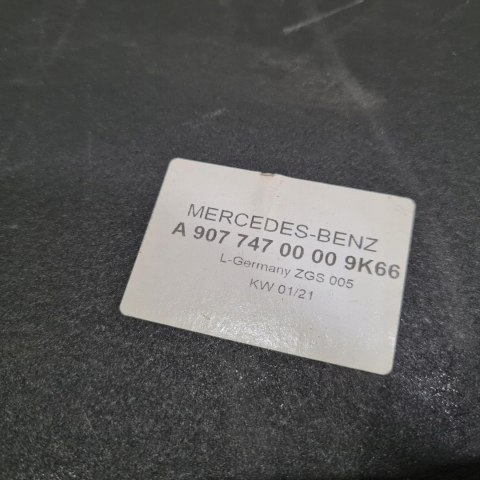 MERCEDES-BENZ
A 907 747 00 00 9K66
L-Germany ZGS 005
KW 01/21